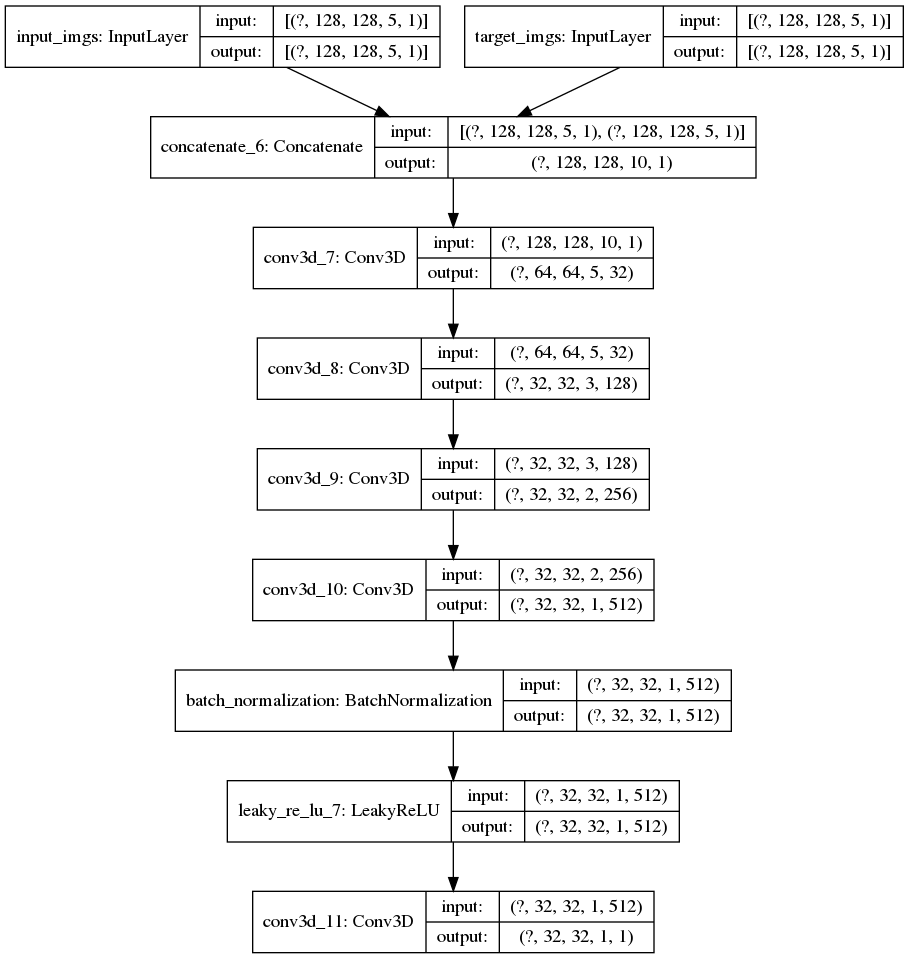 input_imgs: InputLayer
input:
[(?, 128, 128, 5, 1)]
output:
[(?, 128, 128, 5, 1)]
target_imgs: InputLayer
input:
[(?, 128, 128, 5, 1)]
output:
[(?, 128, 128, 5, 1)]
concatenate_6: Concatenate
input:
[(?, 128, 128, 5, 1), (?, 128, 128, 5, 1)]
output:
(?, 128, 128, 10, 1)
conv3d_7: Conv3D
input:
(?, 128, 128, 10, 1)
output:
(?, 64, 64, 5, 32)
conv3d_8: Conv3D
input:
(?, 64, 64, 5, 32)
output:
(?, 32, 32, 3, 128)
conv3d_9: Conv3D
input:
(?, 32, 32, 3, 128)
output:
(?, 32, 32, 2, 256)
conv3d_10: Conv3D
input:
(?, 32, 32, 2, 256)
output:
(?, 32, 32, 1, 512)
batch_normalization: BatchNormalization
input:
(?, 32, 32, 1, 512)
output:
(?, 32, 32, 1, 512)
leaky_re_lu_7: LeakyReLU
input:
(?, 32, 32, 1, 512)
output:
(?, 32, 32, 1, 512)
conv3d_11: Conv3D
input:
(?, 32, 32, 1, 512)
output:
(?, 32, 32, 1, 1)